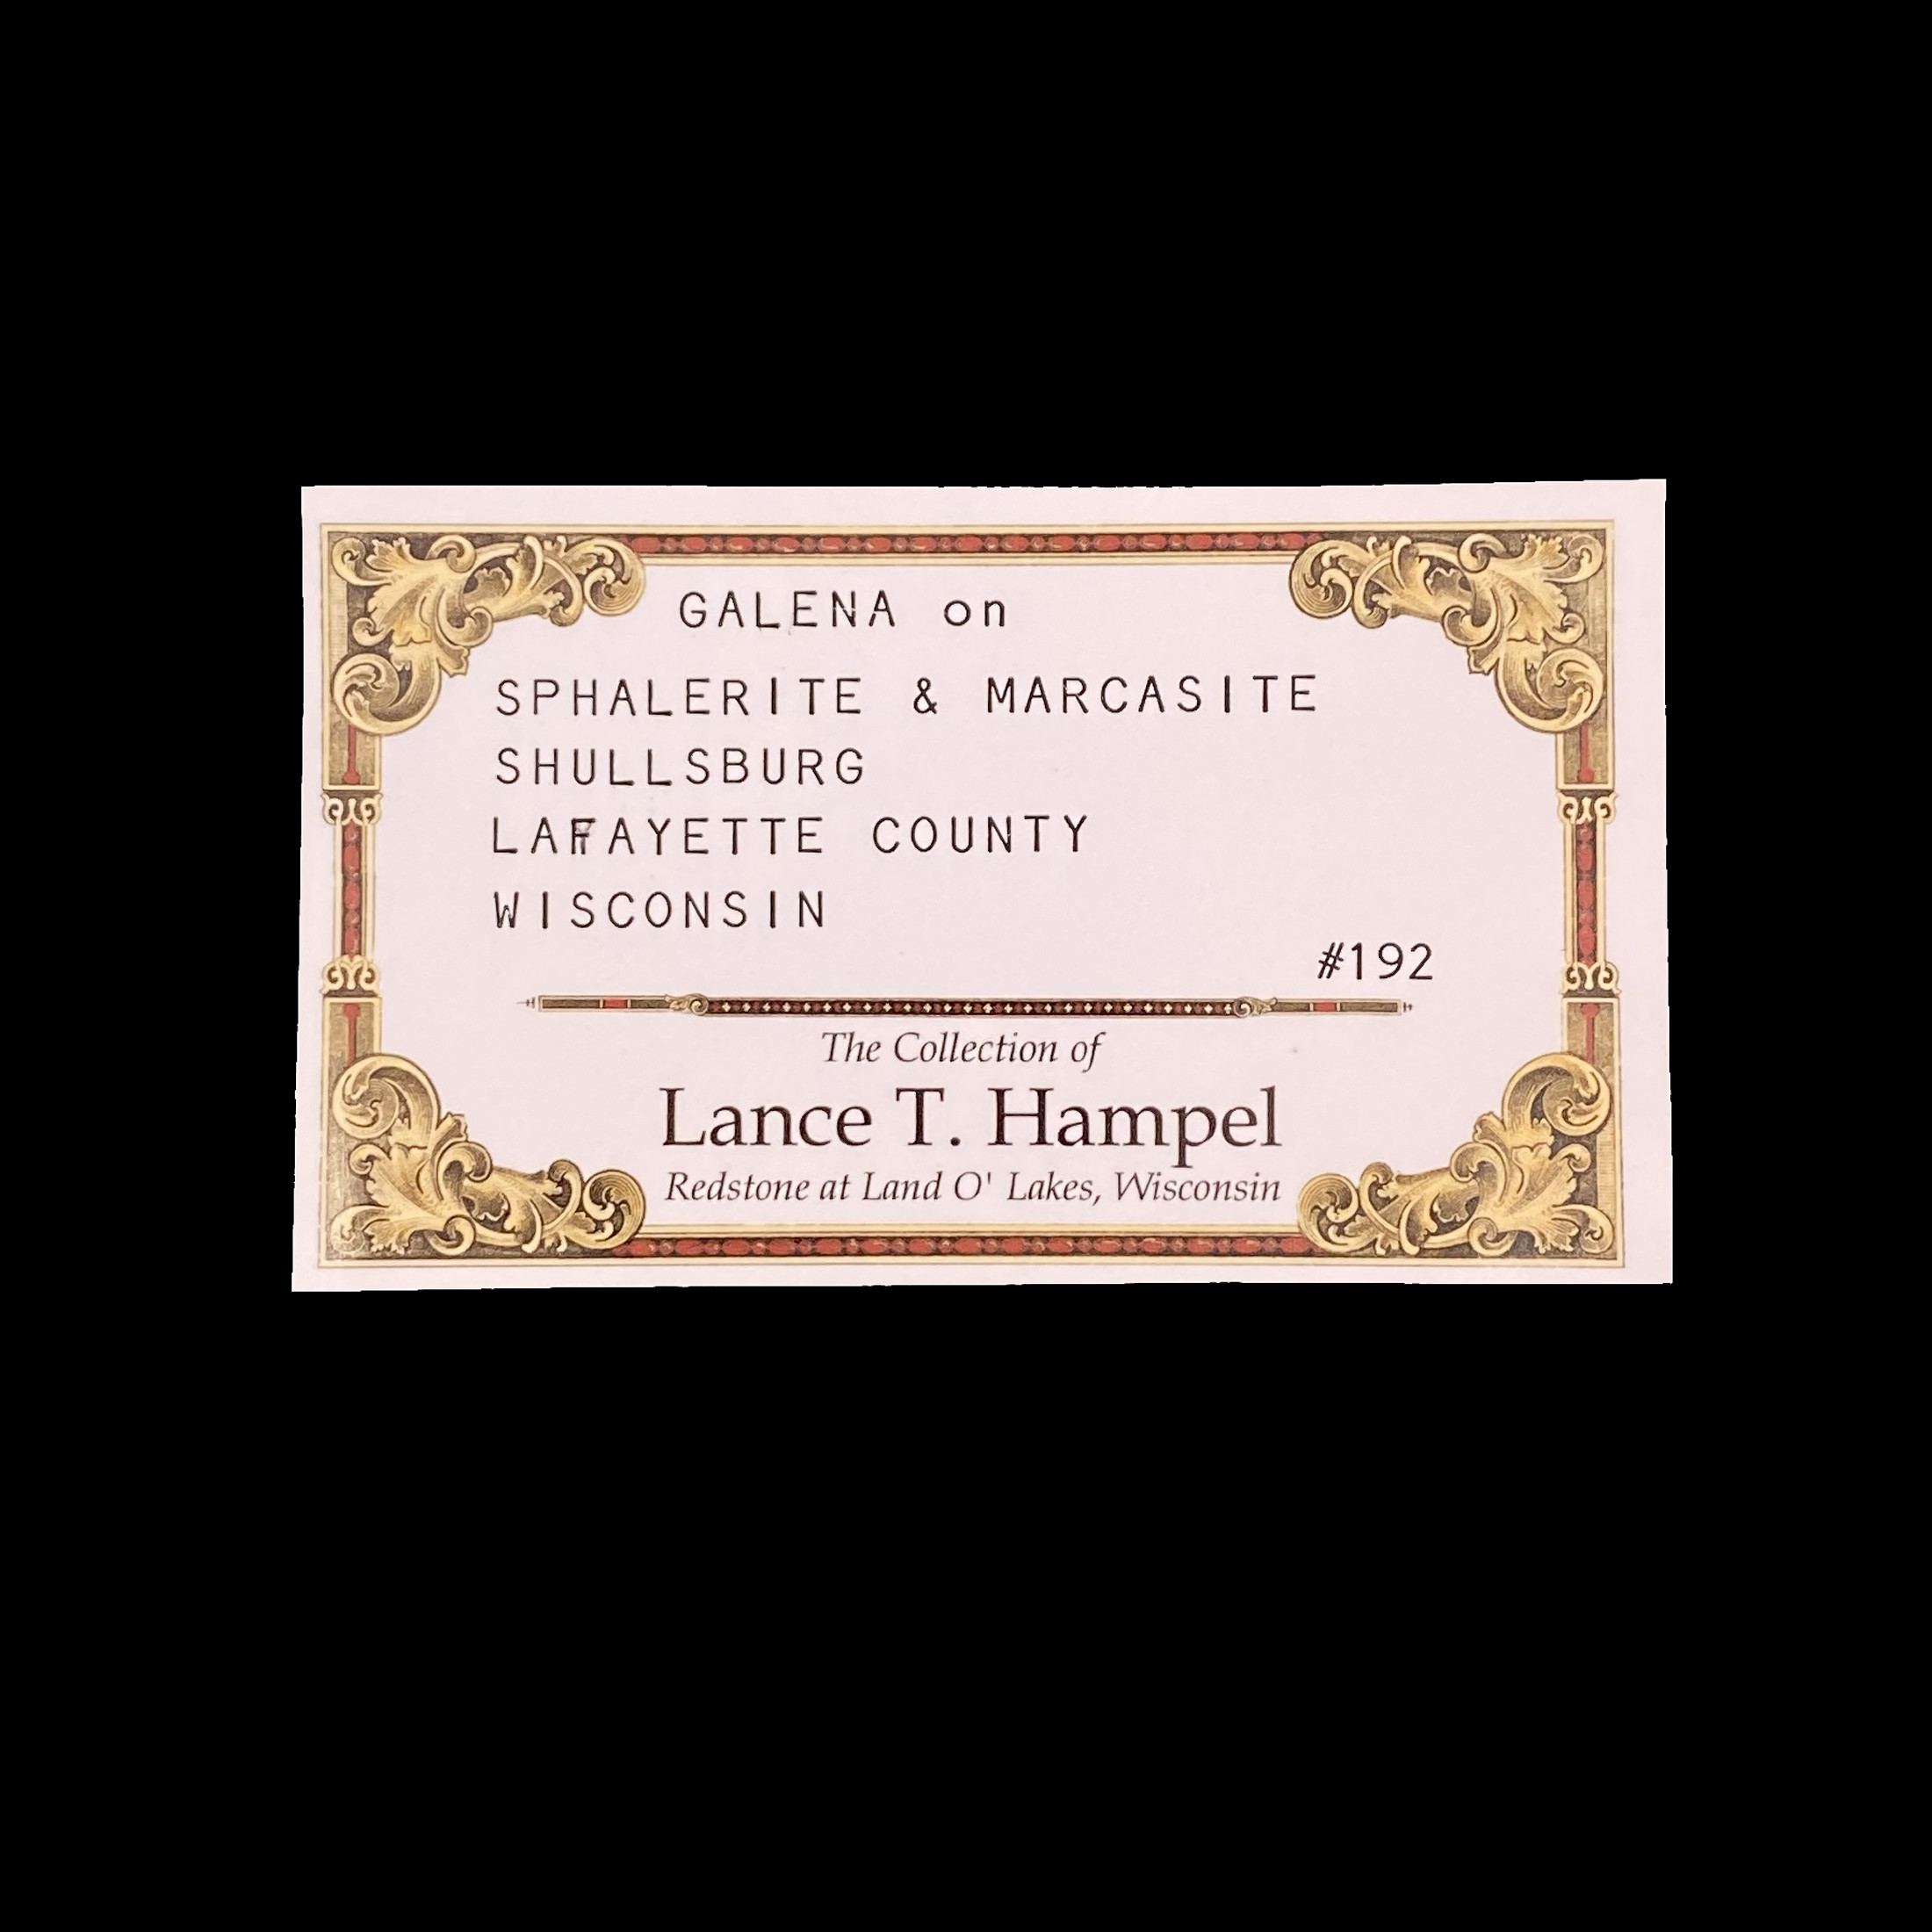 GALENA on
SPHALERITE & MARCASITE
SHULLSBURG
LAFAYETTE COUNTY
WISCONSIN
#192
The Collection of
Lance T. Hampel
Redstone at Land O' Lakes, Wisconsin